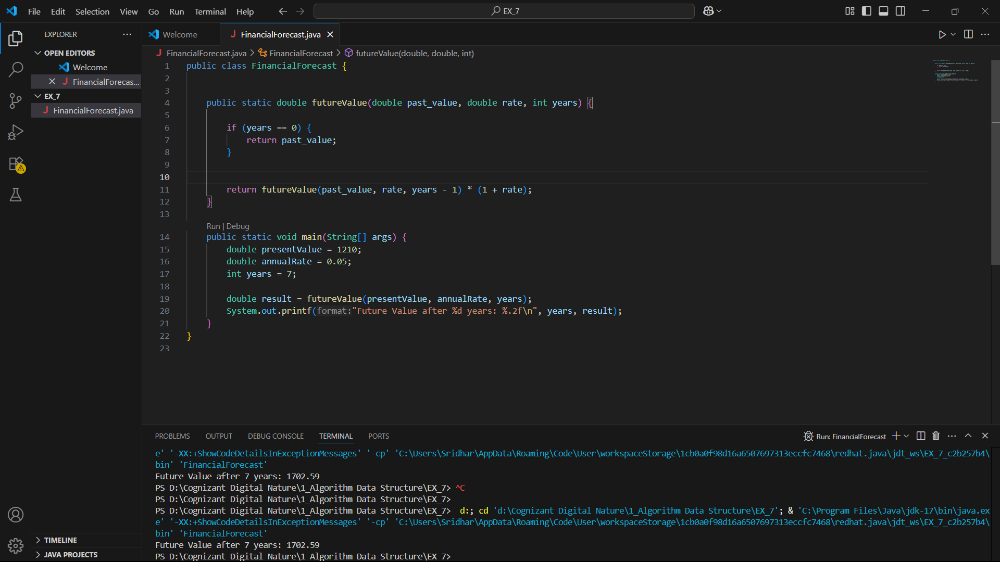 File Edit Selection View Go Run Terminal Help EX_7
EXPLORER
OPEN EDITORS
Welcome
FinancialForecas...
EX_7
FinancialForecast.java
TIMELINE
JAVA PROJECTS
Welcome FinancialForecast.java
FinancialForecast.java > FinancialForecast > futureValue(double, double, int)
1 public class FinancialForecast {
2
3
4 public static double futureValue(double past_value, double rate, int years) {
5
6 if (years == 0) {
7 return past_value;
8 }
9
10
11 return futureValue(past_value, rate, years - 1) * (1 + rate);
12 }
13
Run | Debug
14 public static void main(String[] args) {
15 double presentValue = 1210;
16 double annualRate = 0.05;
17 int years = 7;
18
19 double result = futureValue(presentValue, annualRate, years);
20 System.out.printf(format:"Future Value after %d years: %.2f\n", years, result);
21 }
22 }
23
PROBLEMS OUTPUT DEBUG CONSOLE TERMINAL PORTS Run: FinancialForecast
e' '-XX:+ShowCodeDetailsInExceptionMessages' '-cp' 'C:\Users\Sridhar\AppData\Roaming\Code\User\workspaceStorage\1cb0a0f98d16a6507697313eccfc7468\redhat.java\jdt_ws\EX_7_c2b257b4\
bin' 'FinancialForecast'
Future Value after 7 years: 1702.59
PS D:\Cognizant Digital Nature\1_Algorithm Data Structure\EX_7> ^C
PS D:\Cognizant Digital Nature\1_Algorithm Data Structure\EX_7>
PS D:\Cognizant Digital Nature\1_Algorithm Data Structure\EX_7> d:; cd 'd:\Cognizant Digital Nature\1_Algorithm Data Structure\EX_7'; & 'C:\Program Files\Java\jdk-17\bin\java.ex
e' '-XX:+ShowCodeDetailsInExceptionMessages' '-cp' 'C:\Users\Sridhar\AppData\Roaming\Code\User\workspaceStorage\1cb0a0f98d16a6507697313eccfc7468\redhat.java\jdt_ws\EX_7_c2b257b4\
bin' 'FinancialForecast'
Future Value after 7 years: 1702.59
PS D:\Cognizant Digital Nature\1_Algorithm Data Structure\EX_7>